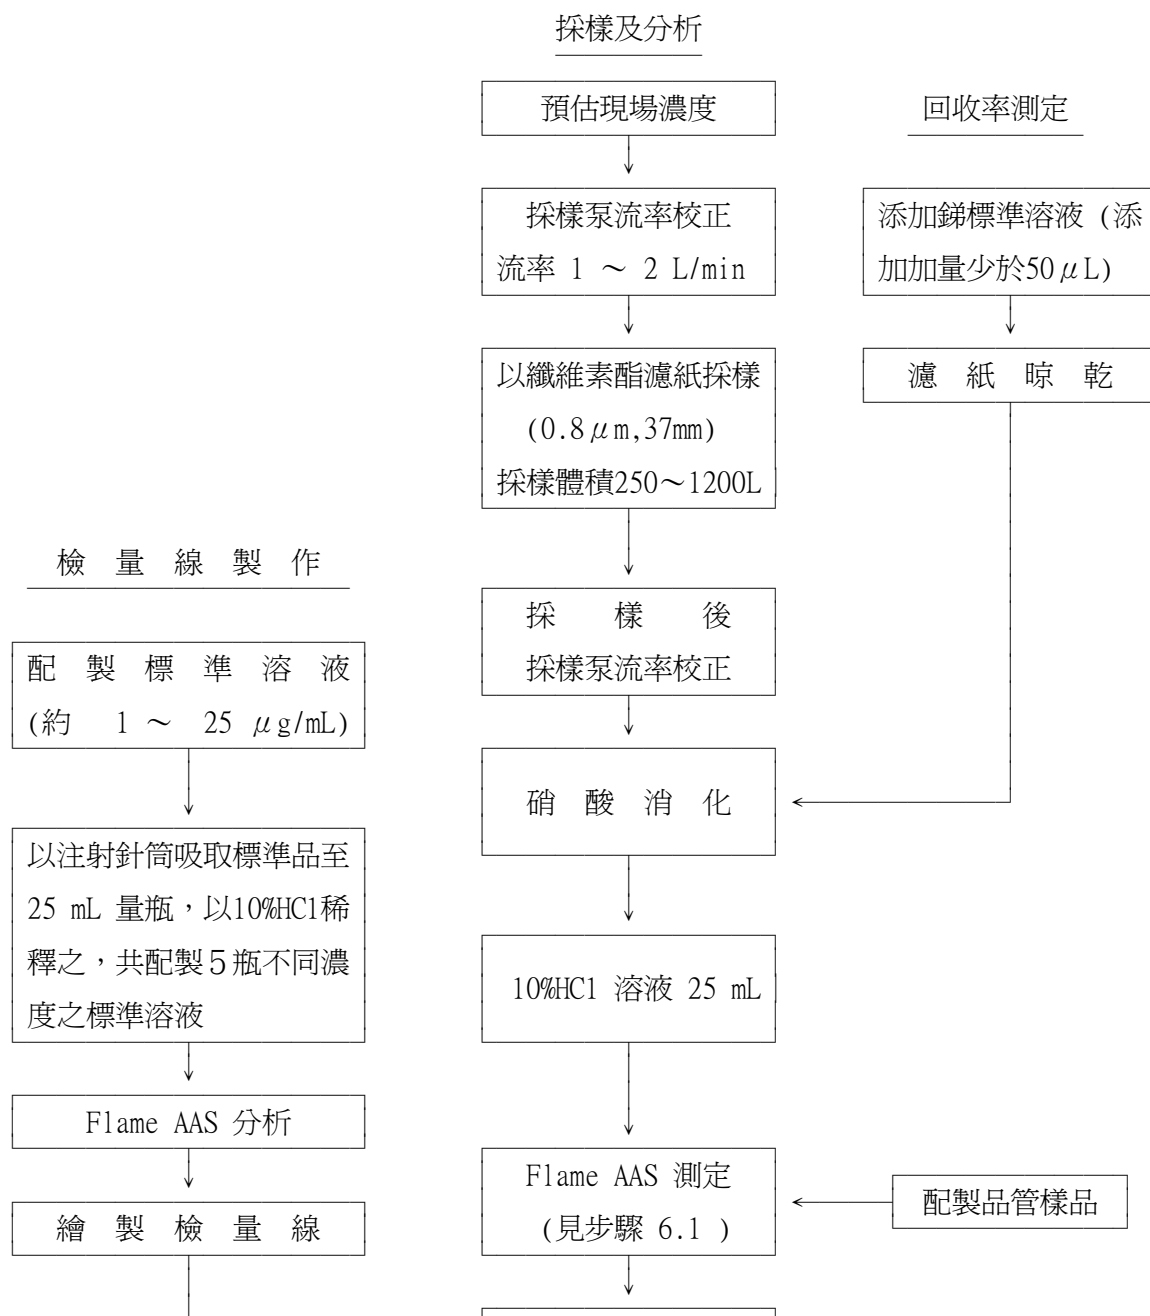 採樣及分析
預估現場濃度
採樣泵流率校正
流率 1 ～ 2 L/min
以纖維素酯濾紙採樣
(0.8μm,37mm)
採樣體積250～1200L
採　樣　後
採樣泵流率校正
硝　酸　消　化
10%HCl 溶液 25 mL
Flame AAS 測定
(見步驟 6.1 )
回收率測定
添加銻標準溶液 (添
加加量少於50μL)
濾　紙　晾　乾
配製品管樣品
檢　量　線　製　作
配　製　標　準　溶　液
(約　1 ～　25 μg/mL)
以注射針筒吸取標準品至
25 mL 量瓶，以10%HCl稀
釋之，共配製５瓶不同濃
度之標準溶液
Flame AAS 分析
繪　製　檢　量　線